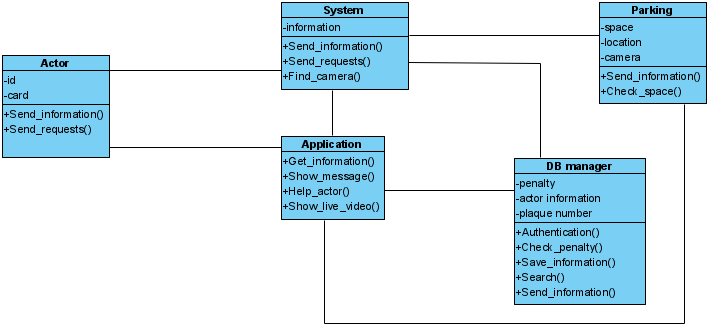 System
-information
+Send_information()
+Send_requests()
+Find_camera()
Parking
-space
-location
-camera
+Send_information()
+Check_space()
Actor
-id
-card
+Send_information()
+Send_requests()
Application
+Get_information()
+Show_message()
+Help_actor()
+Show_live_video()
DB manager
-penalty
-actor information
-plaque number
+Authentication()
+Check_penalty()
+Save_information()
+Search()
+Send_information()